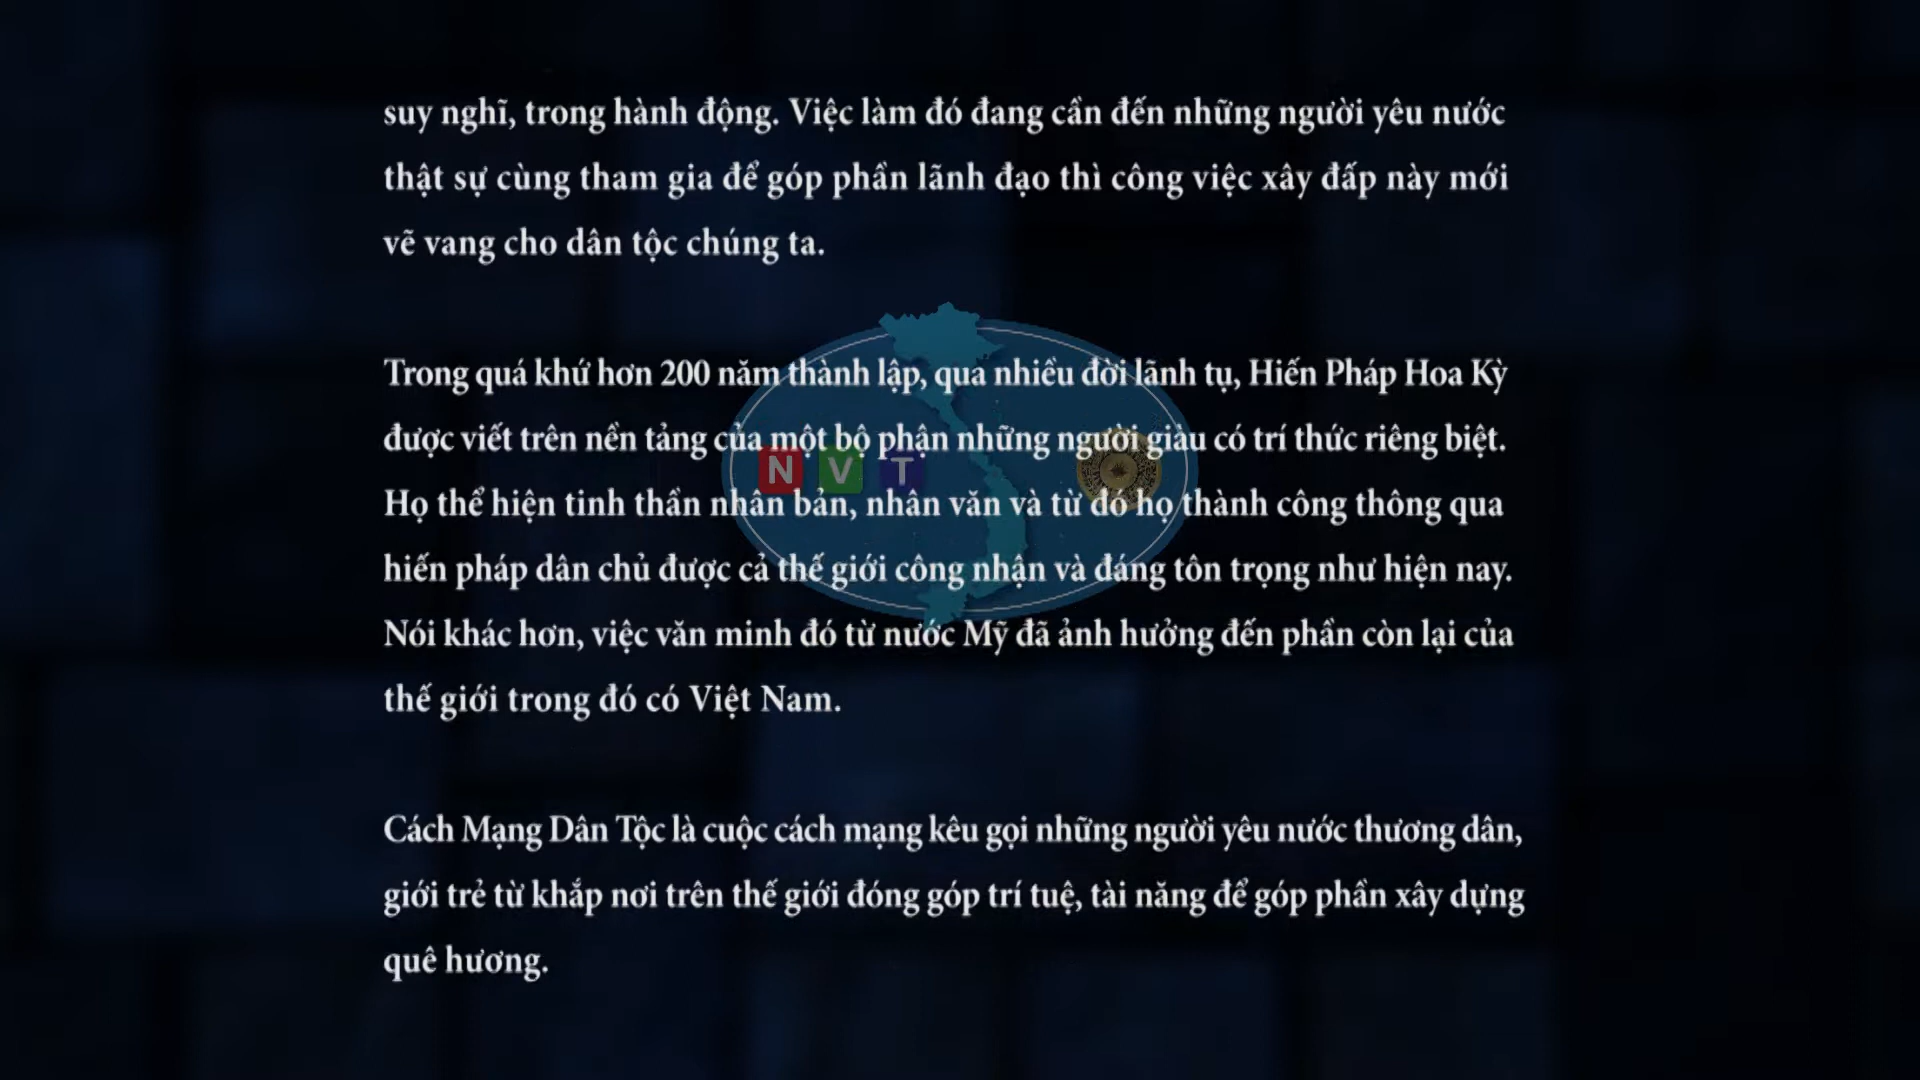 suy nghĩ, trong hành động. Việc làm đó đang cần đến những người yêu nước
thật sự cùng tham gia để góp phần lãnh đạo thì công việc xây đấp này mới
vẽ vang cho dân tộc chúng ta.
Trong quá khứ hơn 200 năm thành lập, qua nhiều đời lãnh tụ, Hiến Pháp Hoa Kỳ
được viết trên nền tảng của một bộ phận những người giàu có trí thức riêng biệt.
N V T
Họ thể hiện tinh thần nhân bản, nhân văn và từ đó họ thành công thông qua
hiến pháp dân chủ được cả thế giới công nhận và đáng tôn trọng như hiện nay.
Nói khác hơn, việc văn minh đó từ nước Mỹ đã ảnh hưởng đến phần còn lại của
thế giới trong đó có Việt Nam.
Cách Mạng Dân Tộc là cuộc cách mạng kêu gọi những người yêu nước thương dân,
giới trẻ từ khắp nơi trên thế giới đóng góp trí tuệ, tài năng để góp phần xây dựng
quê hương.